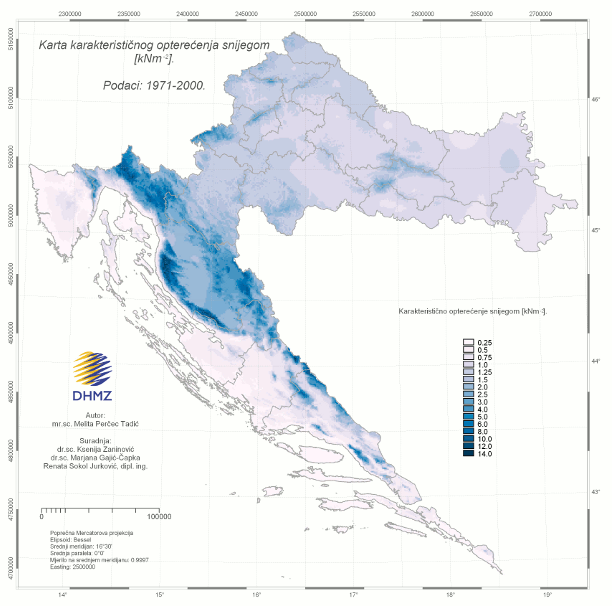 2300000 2350000 2400000 2450000 2500000 2550000 2600000 2650000 2700000
Karta karakterističnog opterećenja snijegom
[kNm-2].
Podaci: 1971-2000.
5150000
5100000
5050000
5000000
4950000
4900000
4850000
4800000
4750000
4700000
46°
45°
44°
43°
Karakteristično opterećenje snijegom [kNm-2].
0.25
0.5
0.75
1.0
1.25
1.5
2.0
2.5
3.0
4.0
5.0
6.0
8.0
10.0
12.0
14.0
DHMZ
Autor:
mr.sc. Melita Perčec Tadić
Suradnja:
dr.sc. Ksenija Zaninović
dr.sc. Marjana Gajić-Čapka
Renata Sokol Jurković, dipl. ing.
0 100000
Poprečna Mercatorova projekcija
Elipsoid: Bessel
Srednji meridijan: 16°30'
Srednja paralela: 0°0'
Mjerilo na srednjem meridijanu: 0.9997
Easting: 2500000
14° 15° 16° 17° 18° 19°